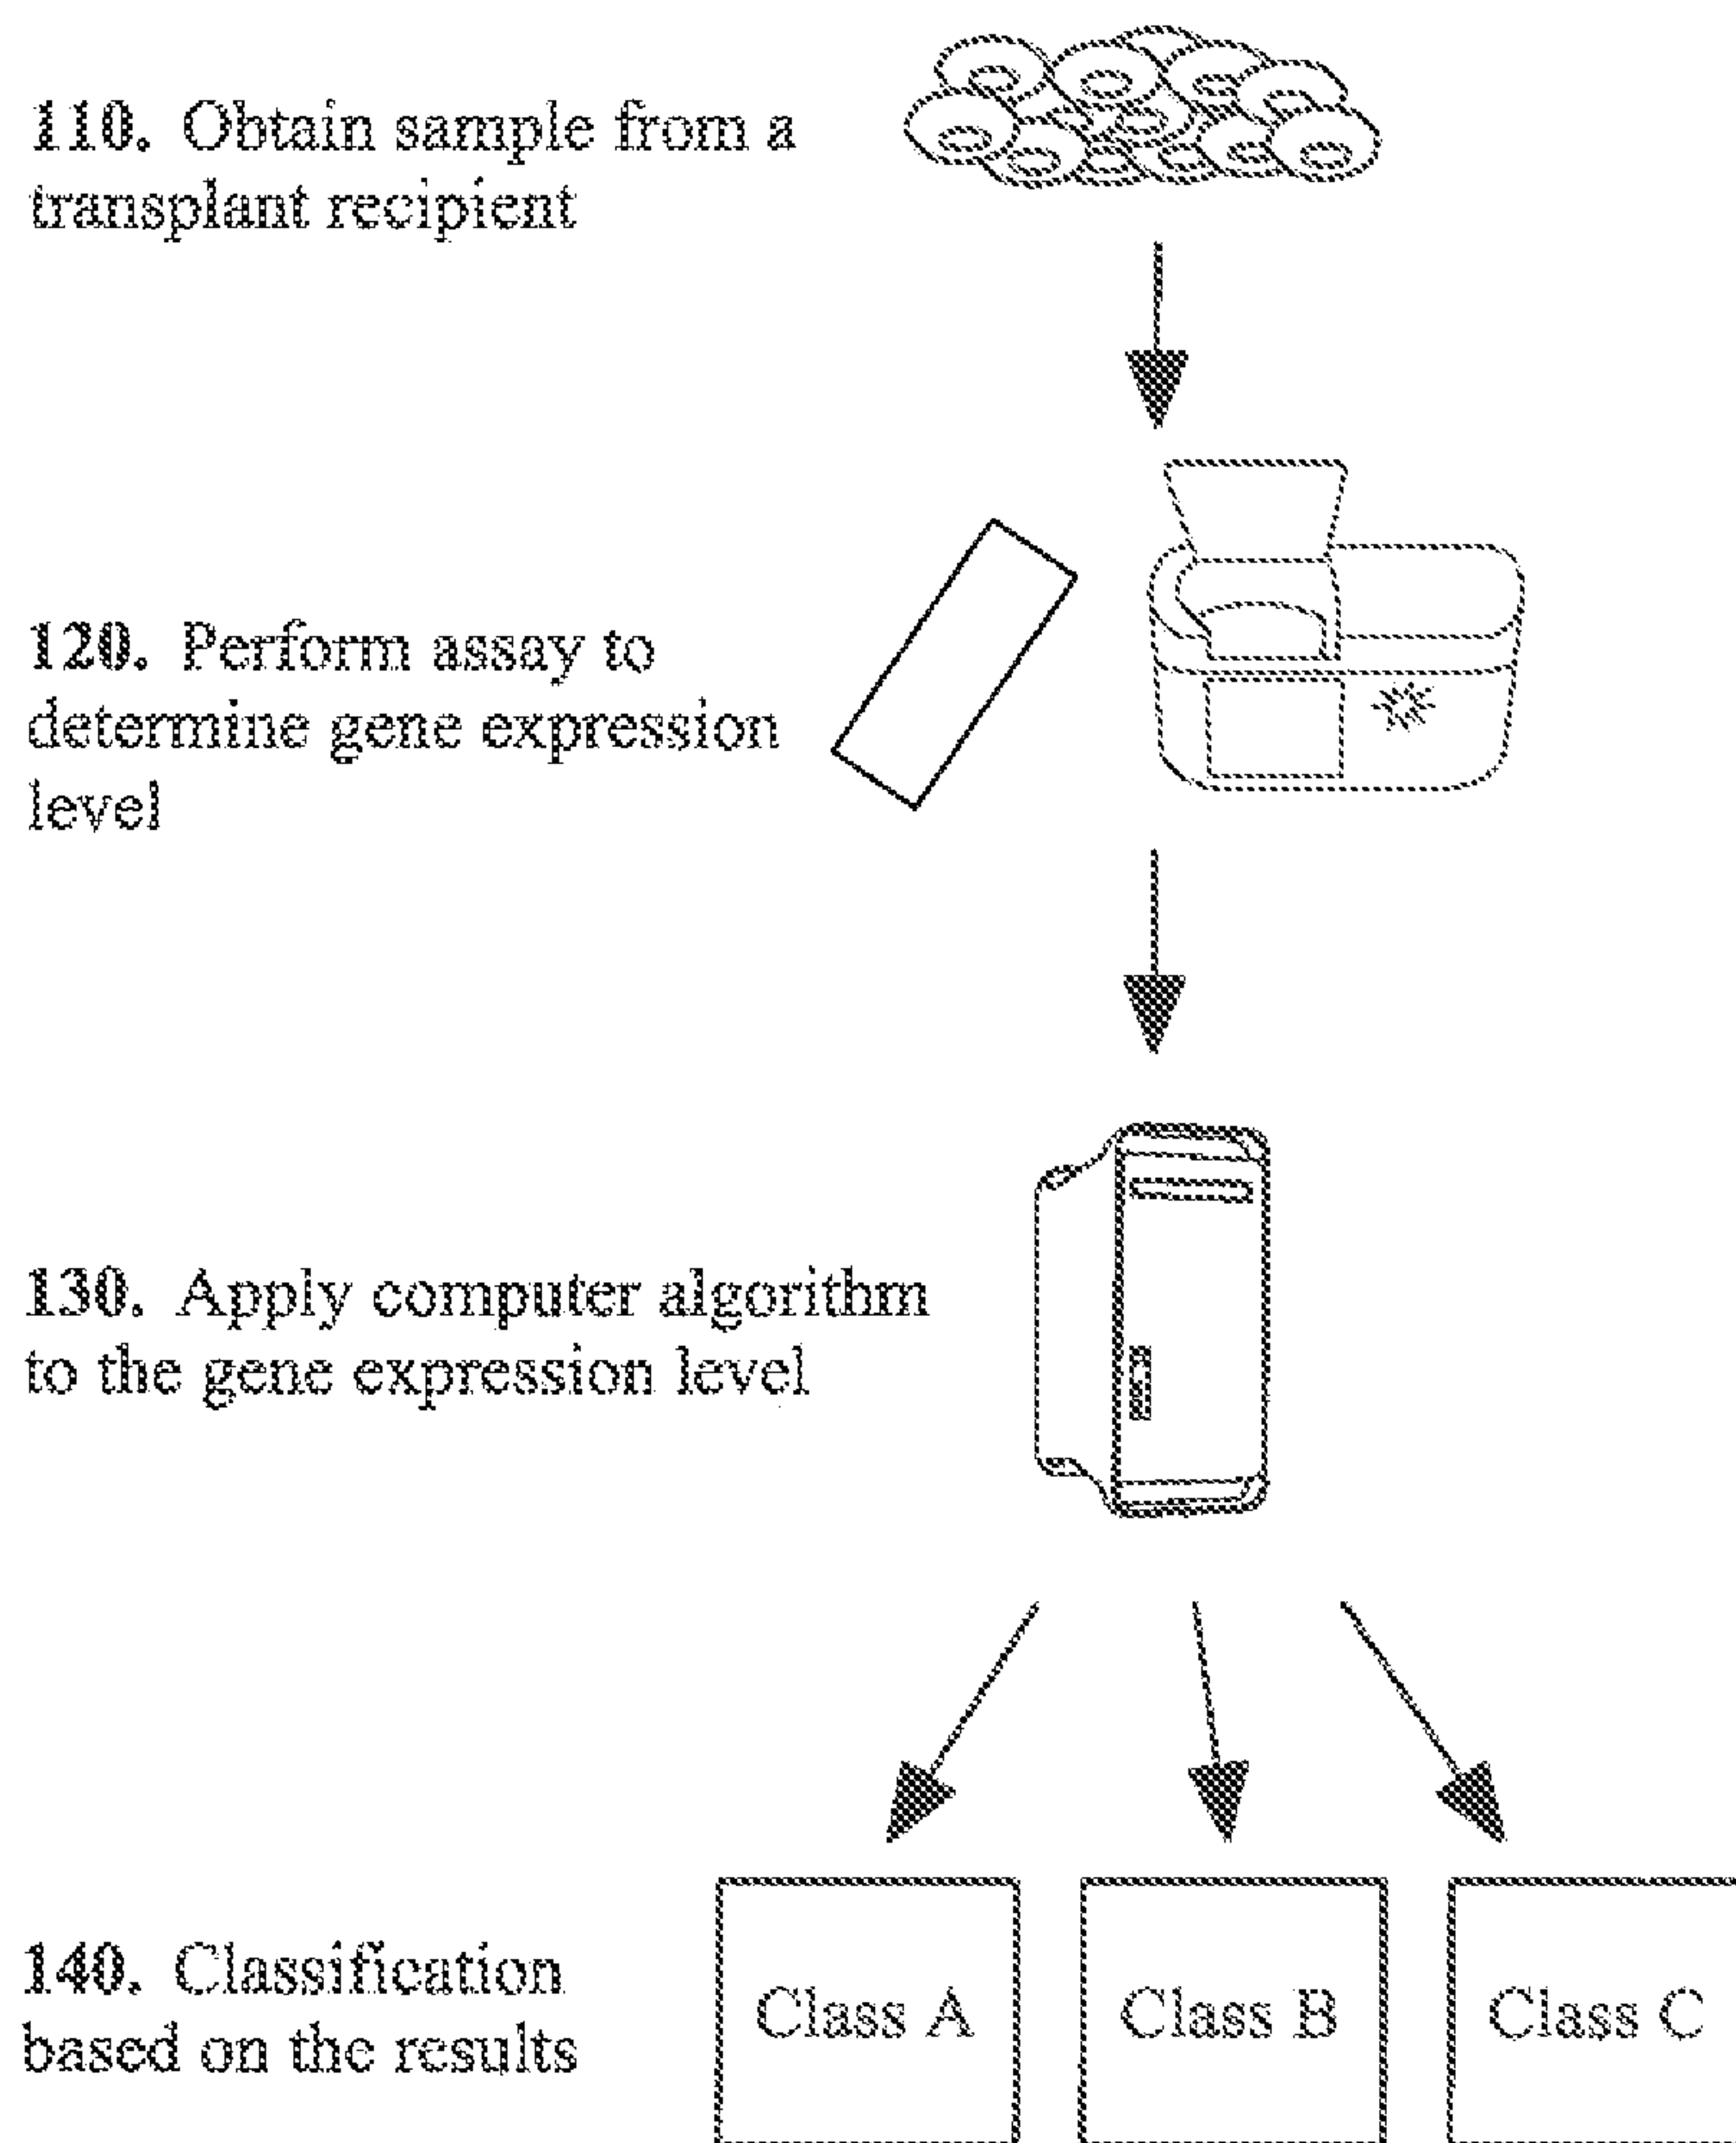 110. Obtain sample from a
transplant recipient
120. Perform assay to
determine gene expression
level
130. Apply computer algorithm
to the gene expression level
140. Classification
based on the results
Class A
Class B
Class C